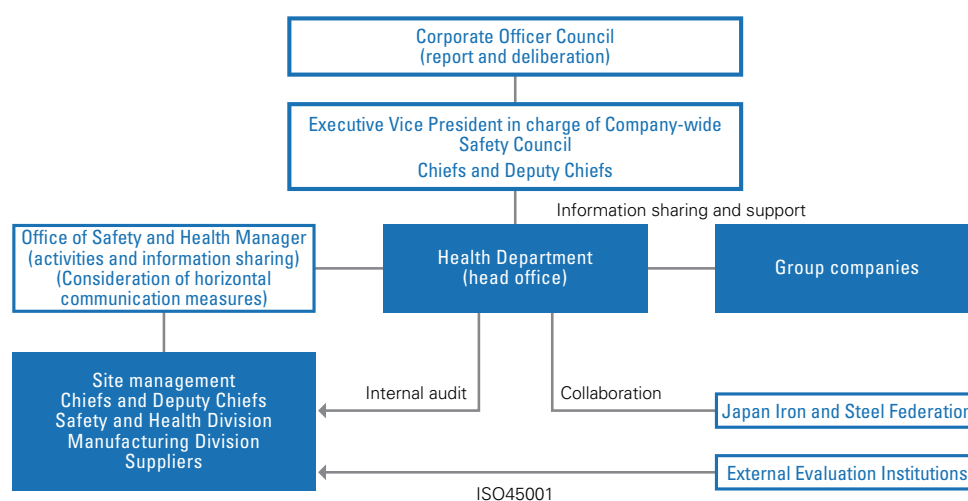 Corporate Officer Council
(report and deliberation)
Executive Vice President in charge of Company-wide
Safety Council
Chiefs and Deputy Chiefs
Information sharing and support
Office of Safety and Health Manager
(activities and information sharing)
(Consideration of horizontal
communication measures)
Health Department
(head office)
Group companies
Site management
Chiefs and Deputy Chiefs
Safety and Health Division
Manufacturing Division
Suppliers
Internal audit
Collaboration
Japan Iron and Steel Federation
External Evaluation Institutions
ISO45001